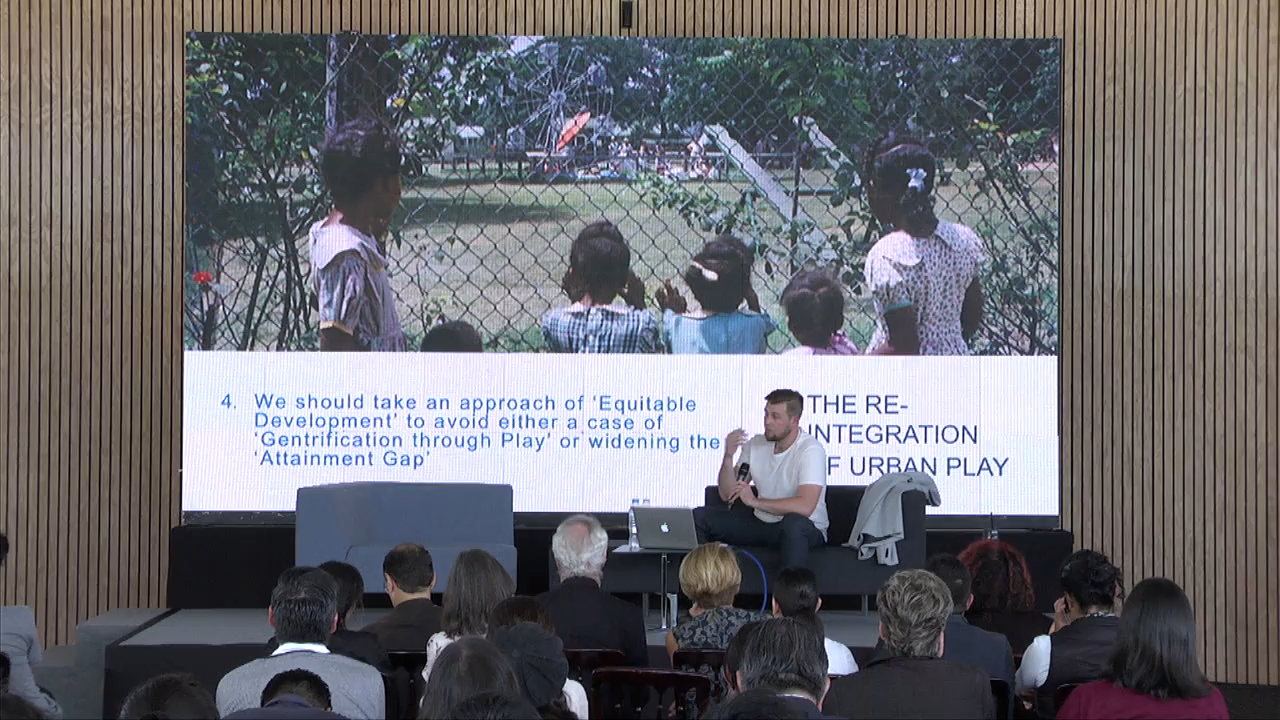 4. We should take an approach of ‘Equitable
Development’ to avoid either a case of
‘Gentrification through Play’ or widening the
‘Attainment Gap’
THE RE-
INTEGRATION
F URBAN PLAY